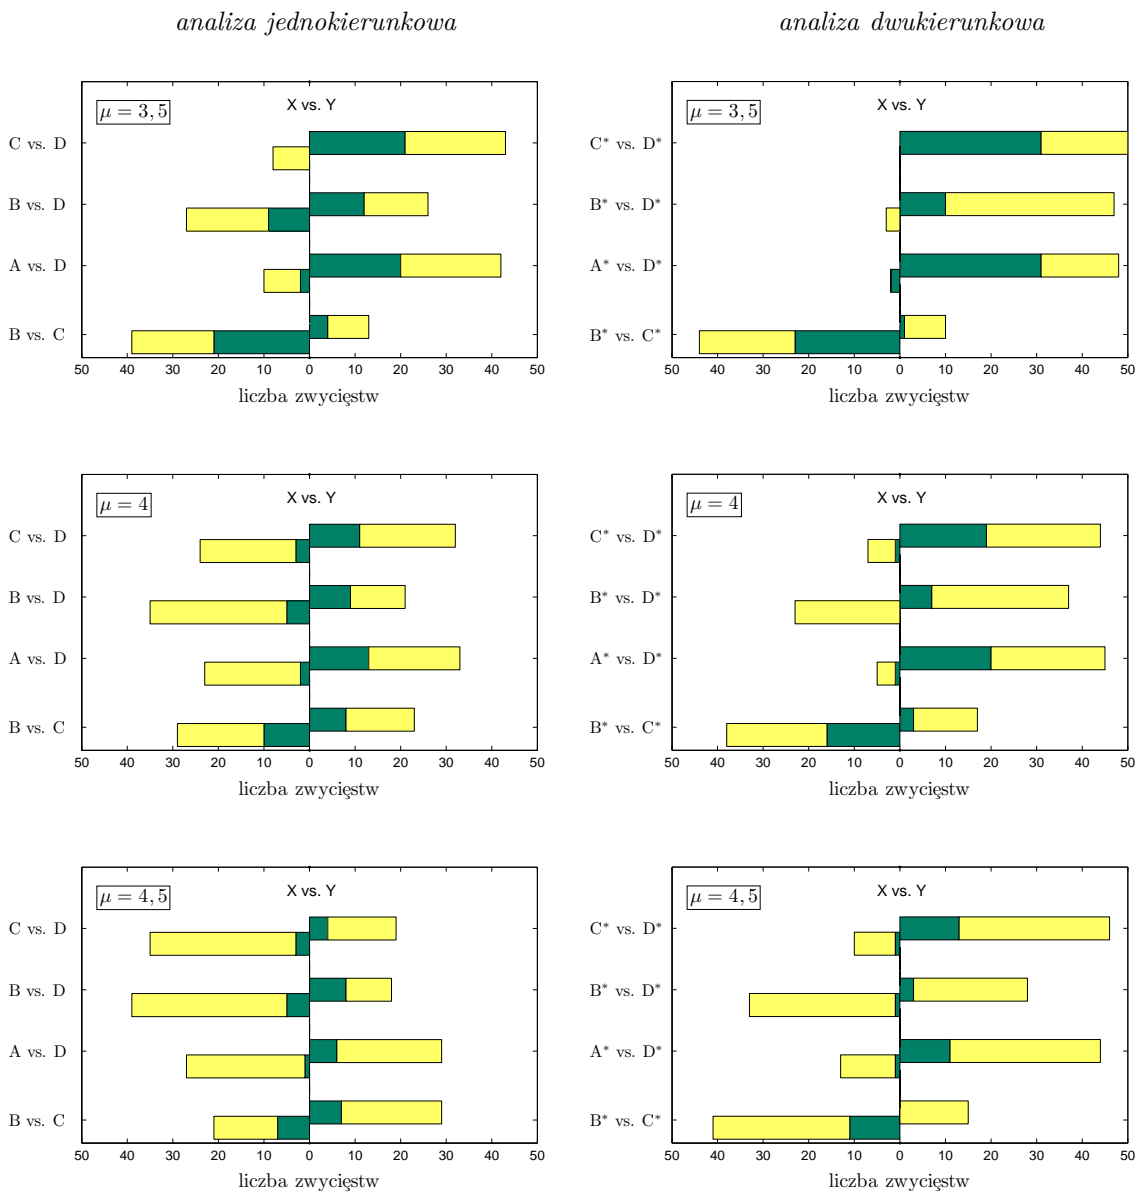 analiza jednokierunkowa
analiza dwukierunkowa
μ = 3, 5
X vs. Y
C vs. D
B vs. D
A vs. D
B vs. C
50 40 30 20 10 0 10 20 30 40 50
liczba zwycięstw
μ = 3, 5
X vs. Y
C* vs. D*
B* vs. D*
A* vs. D*
B* vs. C*
50 40 30 20 10 0 10 20 30 40 50
liczba zwycięstw
μ = 4
X vs. Y
C vs. D
B vs. D
A vs. D
B vs. C
50 40 30 20 10 0 10 20 30 40 50
liczba zwycięstw
μ = 4
X vs. Y
C* vs. D*
B* vs. D*
A* vs. D*
B* vs. C*
50 40 30 20 10 0 10 20 30 40 50
liczba zwycięstw
μ = 4, 5
X vs. Y
C vs. D
B vs. D
A vs. D
B vs. C
50 40 30 20 10 0 10 20 30 40 50
liczba zwycięstw
μ = 4, 5
X vs. Y
C* vs. D*
B* vs. D*
A* vs. D*
B* vs. C*
50 40 30 20 10 0 10 20 30 40 50
liczba zwycięstw